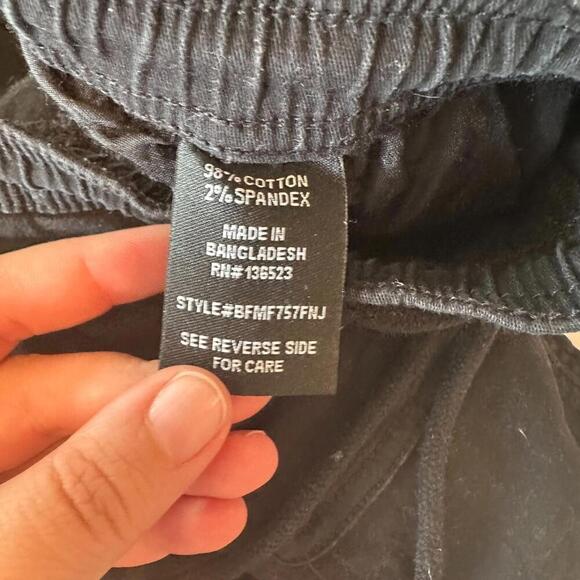 98% COTTON
2% SPANDEX
MADE IN
BANGLADESH
RN# 136523
STYLE#BFMF757FNJ
SEE REVERSE SIDE
FOR CARE